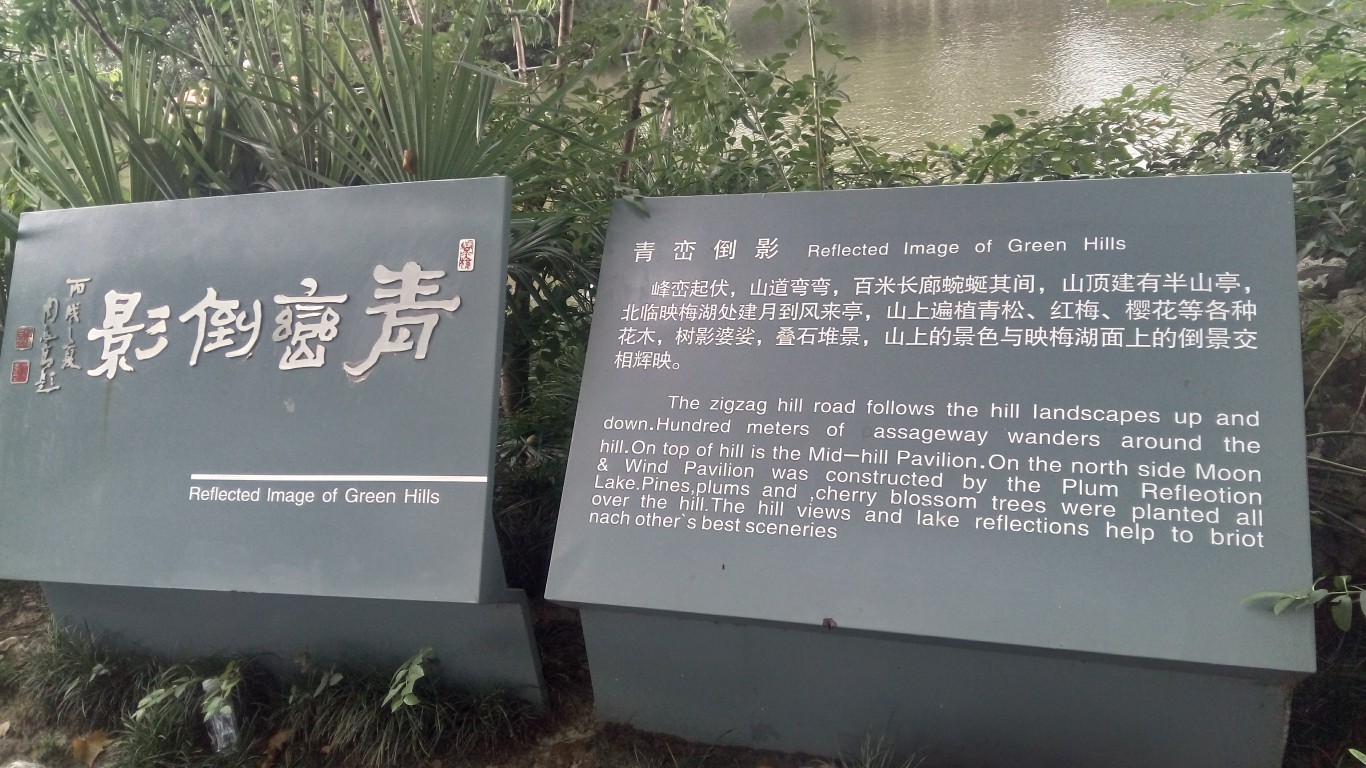 青巒倒影
丙戌之夏
Reflected Image of Green Hills
青峦倒影 Reflected Image of Green Hills
峰峦起伏，山道弯弯，百米长廊蜿蜒其间，山顶建有半山亭，
北临映梅湖处建月到风来亭，山上遍植青松、红梅、樱花等各种
花木，树影婆娑，叠石堆景，山上的景色与映梅湖面上的倒景交
相辉映。
The zigzag hill road follows the hill landscapes up and
down.Hundred meters of assageway wanders around the
hill.On top of hill is the Mid—hill Pavilion.On the north side Moon
& Wind Pavilion was constructed by the Plum Refleotion
Lake.Pines,plums and ,cherry blossom trees were planted all
over the hill.The hill views and lake reflections help to briot
nach other`s best sceneries